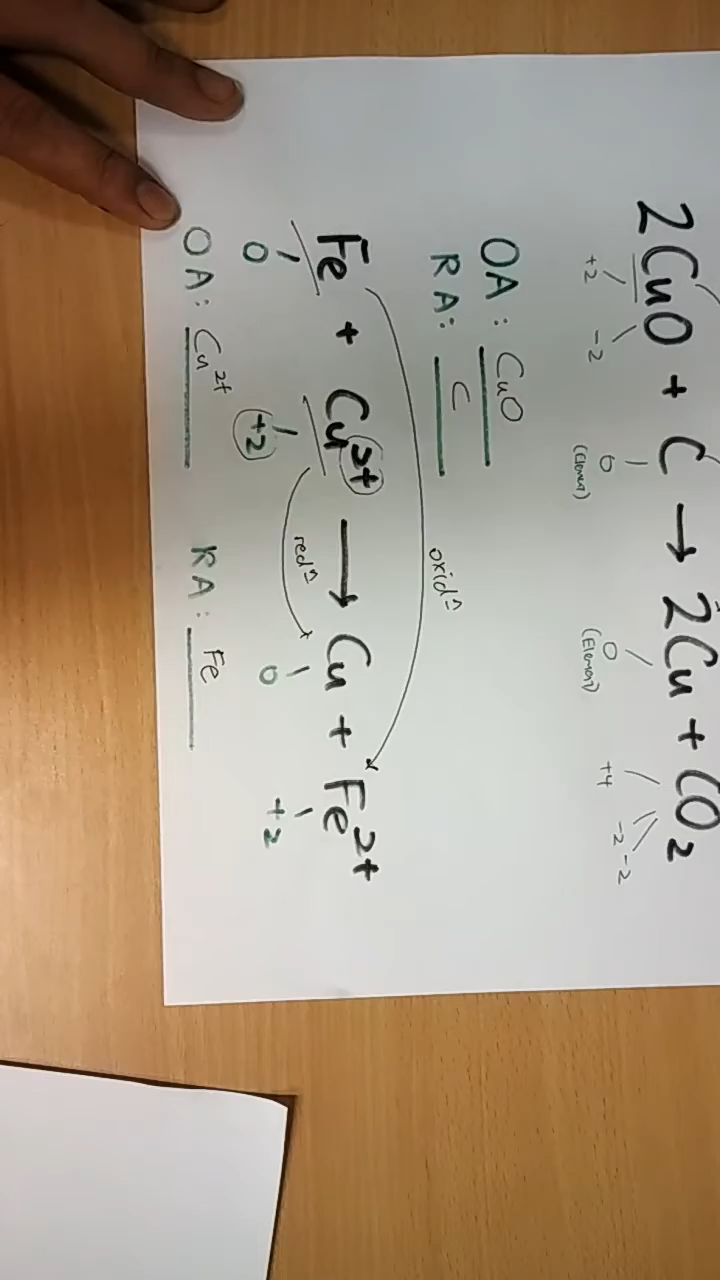 2CuO + C → 2Cu + CO₂
+2 -2 0 0 +4 -2 -2
(Element) (Element)
OA: CuO
RA: C
oxidⁿ
Fe + Cu²⁺ → Cu + Fe²⁺
redⁿ
0 +2 0 +2
OA: Cu²⁺ RA: Fe